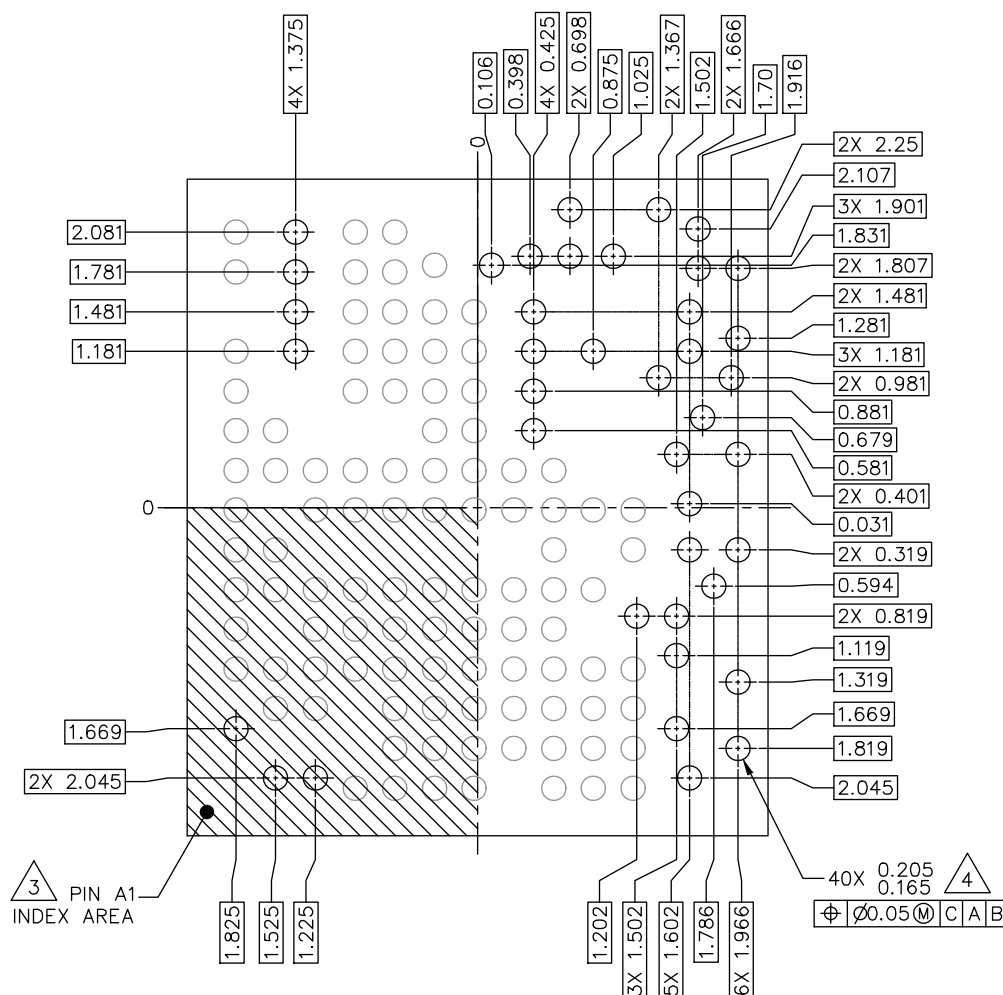 4X 1.375
0.106
0.398
4X 0.425
2X 0.698
0.875
1.025
2X 1.367
1.502
2X 1.666
1.70
1.916
0
2X 2.25
2.107
3X 1.901
1.831
2X 1.807
2X 1.481
1.281
3X 1.181
2X 0.981
0.881
0.679
0.581
2X 0.401
0.031
2X 0.319
0.594
2X 0.819
1.119
1.319
1.669
1.819
2.045
2.081
1.781
1.481
1.181
0
1.669
2X 2.045
3 PIN A1
INDEX AREA
1.825
1.525
1.225
1.202
3X 1.502
5X 1.602
1.786
6X 1.966
40X 0.205
0.165
4
⌖ Ø0.05 Ⓜ C A B